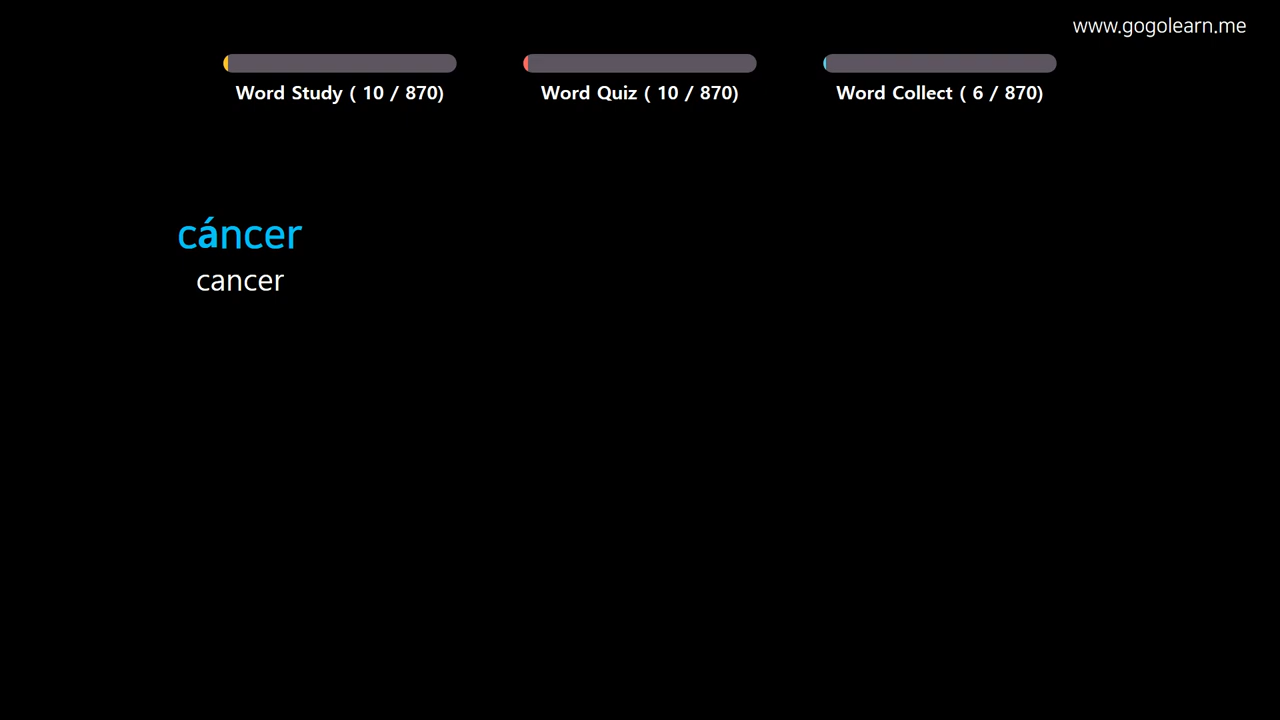 www.gogolearn.me
Word Study ( 10 / 870)
Word Quiz ( 10 / 870)
Word Collect ( 6 / 870)
cáncer
cancer